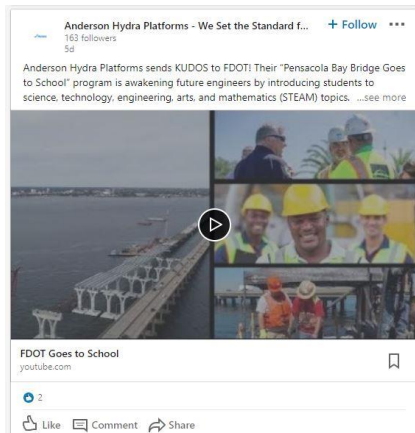 Anderson Hydra Platforms - We Set the Standard f...
+ Follow
163 followers
5d
Anderson Hydra Platforms sends KUDOS to FDOT! Their "Pensacola Bay Bridge Goes
to School" program is awakening future engineers by introducing students to
science, technology, engineering, arts, and mathematics (STEAM) topics. ...see more
FDOT Goes to School
youtube.com
2
Like Comment Share